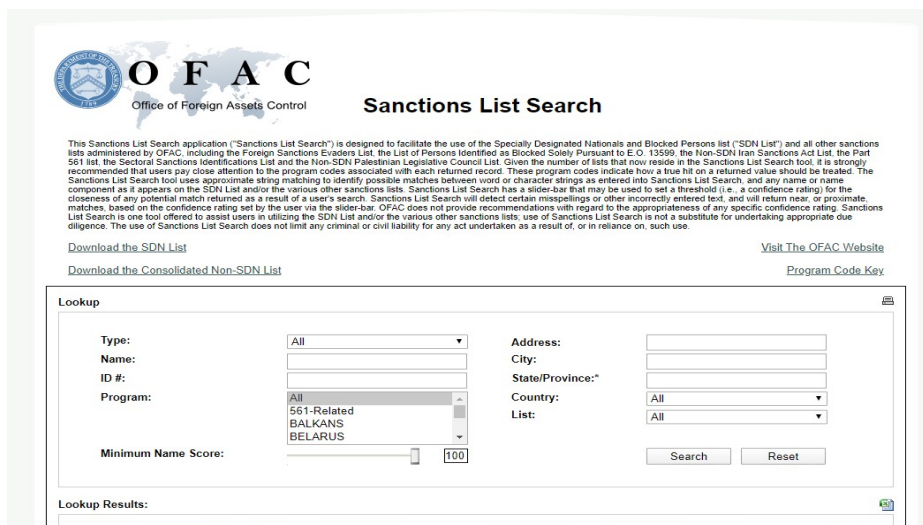 THE DEPARTMENT OF THE TREASURY
1789
OFAC
Office of Foreign Assets Control
Sanctions List Search
This Sanctions List Search application ("Sanctions List Search") is designed to facilitate the use of the Specially Designated Nationals and Blocked Persons list ("SDN List") and all other sanctions
lists administered by OFAC, including the Foreign Sanctions Evaders List, the List of Persons Identified as Blocked Solely Pursuant to E.O. 13599, the Non-SDN Iran Sanctions Act List, the Part
561 list, the Sectoral Sanctions Identifications List and the Non-SDN Palestinian Legislative Council List. Given the number of lists that now reside in the Sanctions List Search tool, it is strongly
recommended that users pay close attention to the program codes associated with each returned record. These program codes indicate how a true hit on a returned value should be treated. The
Sanctions List Search tool uses approximate string matching to identify possible matches between word or character strings as entered into Sanctions List Search, and any name or name
component as it appears on the SDN List and/or the various other sanctions lists. Sanctions List Search has a slider-bar that may be used to set a threshold (i.e., a confidence rating) for the
closeness of any potential match returned as a result of a user's search. Sanctions List Search will detect certain misspellings or other incorrectly entered text, and will return near, or proximate,
matches, based on the confidence rating set by the user via the slider-bar. OFAC does not provide recommendations with regard to the appropriateness of any specific confidence rating. Sanctions
List Search is one tool offered to assist users in utilizing the SDN List and/or the various other sanctions lists; use of Sanctions List Search is not a substitute for undertaking appropriate due
diligence. The use of Sanctions List Search does not limit any criminal or civil liability for any act undertaken as a result of, or in reliance on, such use.
Download the SDN List
Visit The OFAC Website
Download the Consolidated Non-SDN List
Program Code Key
Lookup
Type:
All
Address:
Name:
City:
ID #:
State/Province:*
Program:
All
561-Related
BALKANS
BELARUS
Country:
All
List:
All
Minimum Name Score:
100
Search
Reset
Lookup Results: